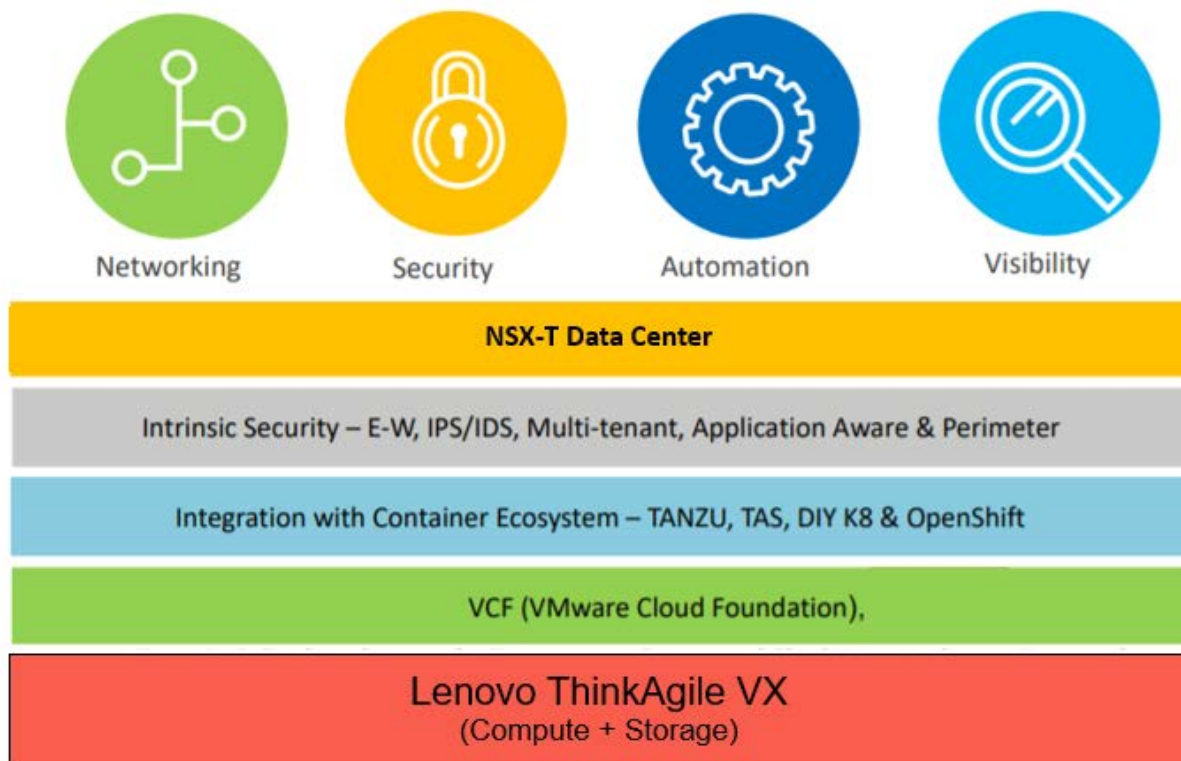 Networking
Security
Automation
Visibility
NSX-T Data Center
Intrinsic Security – E-W, IPS/IDS, Multi-tenant, Application Aware & Perimeter
Integration with Container Ecosystem – TANZU, TAS, DIY K8 & OpenShift
VCF (VMware Cloud Foundation),
Lenovo ThinkAgile VX
(Compute + Storage)